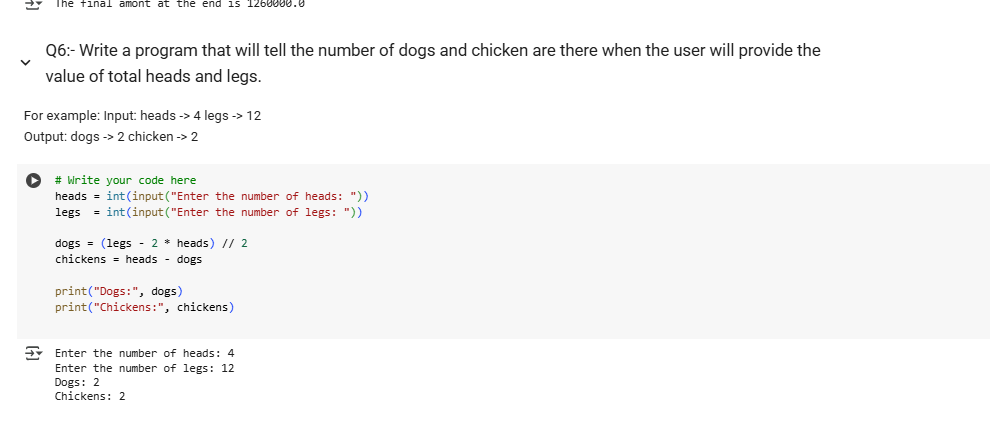 The final amont at the end is 1260000.0
Q6:- Write a program that will tell the number of dogs and chicken are there when the user will provide the
value of total heads and legs.
For example: Input: heads -> 4 legs -> 12
Output: dogs -> 2 chicken -> 2
# Write your code here
heads = int(input("Enter the number of heads: "))
legs  = int(input("Enter the number of legs: "))
dogs = (legs - 2 * heads) // 2
chickens = heads - dogs
print("Dogs:", dogs)
print("Chickens:", chickens)
Enter the number of heads: 4
Enter the number of legs: 12
Dogs: 2
Chickens: 2